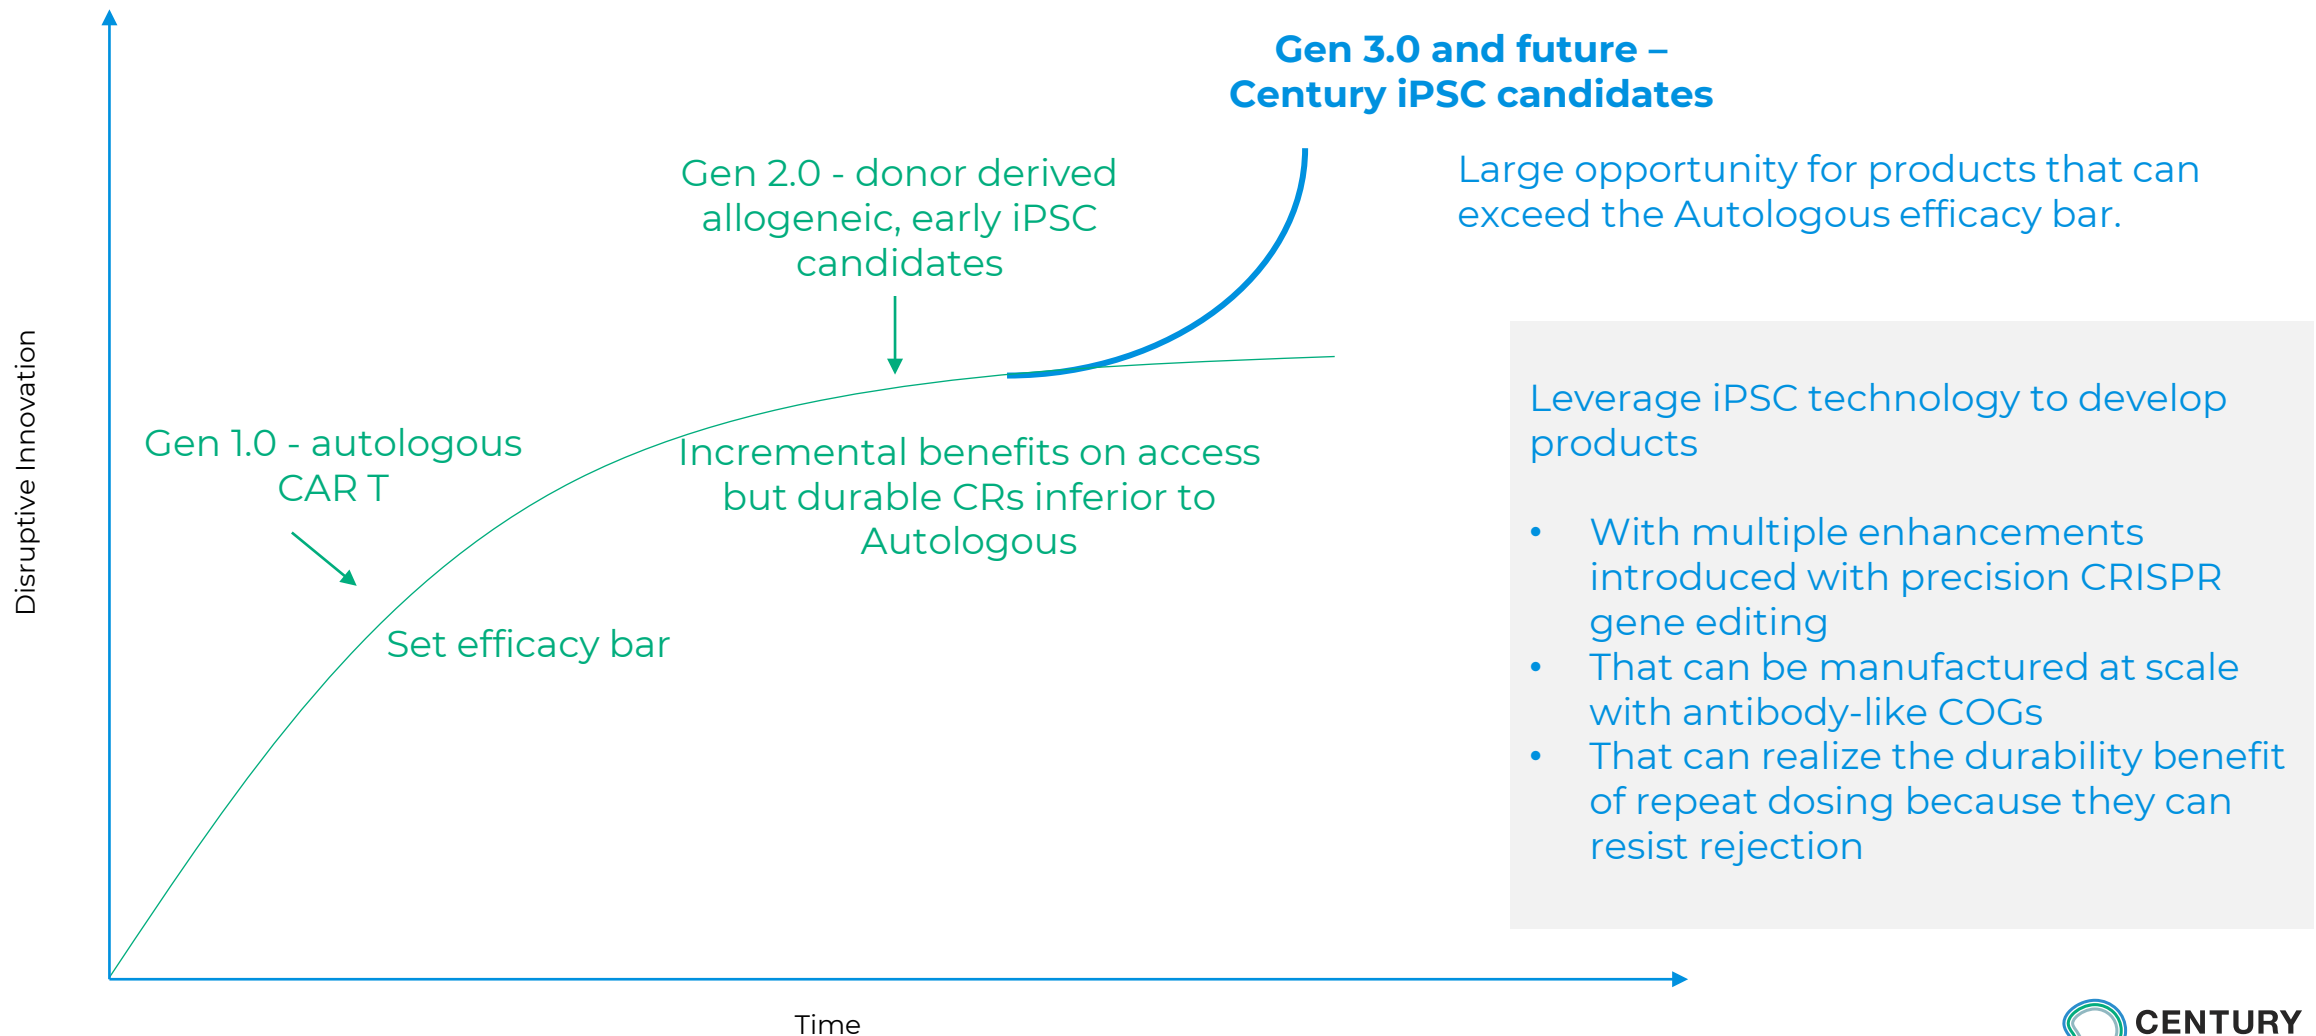 Gen 3.0 and future –
Century iPSC candidates
Large opportunity for products that can
exceed the Autologous efficacy bar.
Gen 2.0 - donor derived
allogeneic, early iPSC
candidates
Gen 1.0 - autologous
CAR T
Set efficacy bar
Incremental benefits on access
but durable CRs inferior to
Autologous
Disruptive Innovation
Time
Leverage iPSC technology to develop
products
• With multiple enhancements
introduced with precision CRISPR
gene editing
• That can be manufactured at scale
with antibody-like COGs
• That can realize the durability benefit
of repeat dosing because they can
resist rejection
CENTURY